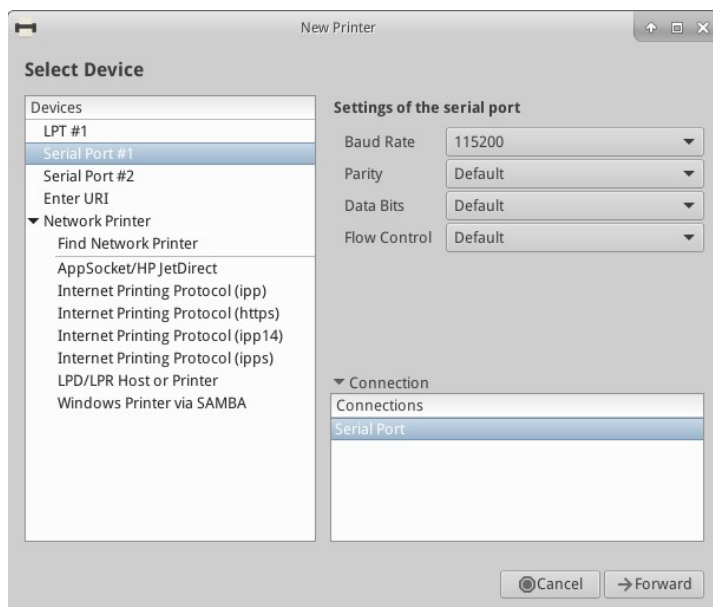 New Printer
Select Device
Devices
LPT #1
Serial Port #1
Serial Port #2
Enter URI
Network Printer
Find Network Printer
AppSocket/HP JetDirect
Internet Printing Protocol (ipp)
Internet Printing Protocol (https)
Internet Printing Protocol (ipp14)
Internet Printing Protocol (ipps)
LPD/LPR Host or Printer
Windows Printer via SAMBA
Settings of the serial port
Baud Rate 115200
Parity Default
Data Bits Default
Flow Control Default
Connection
Connections
Serial Port
Cancel Forward